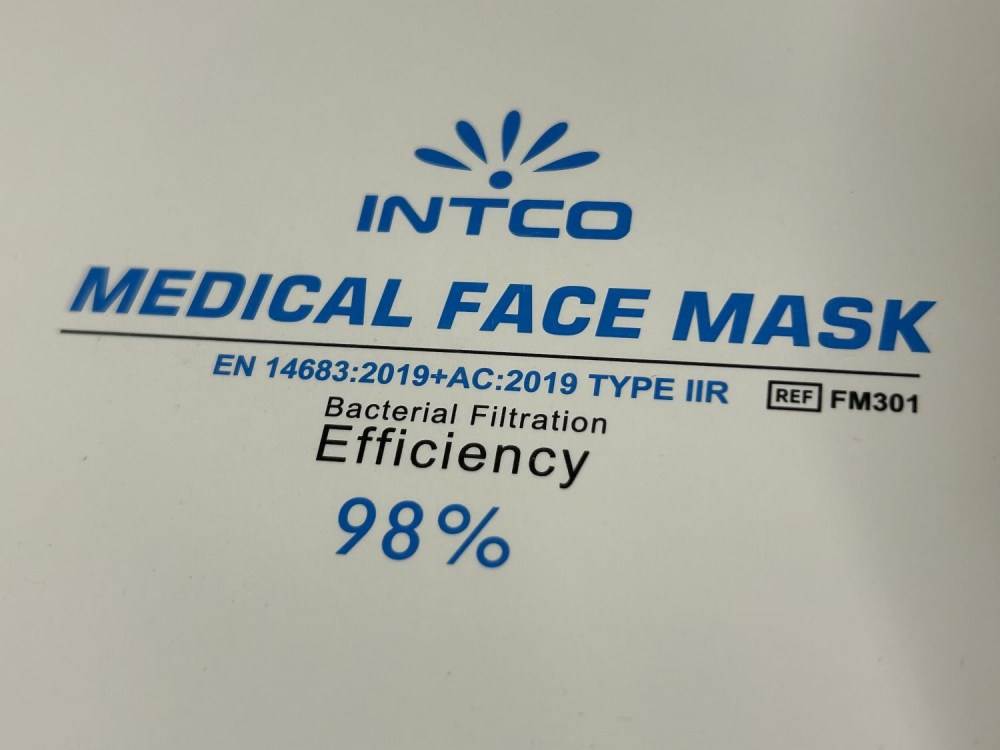 INTCO
MEDICAL FACE MASK
EN 14683:2019+AC:2019 TYPE IIR REF FM301
Bacterial Filtration
Efficiency
98%